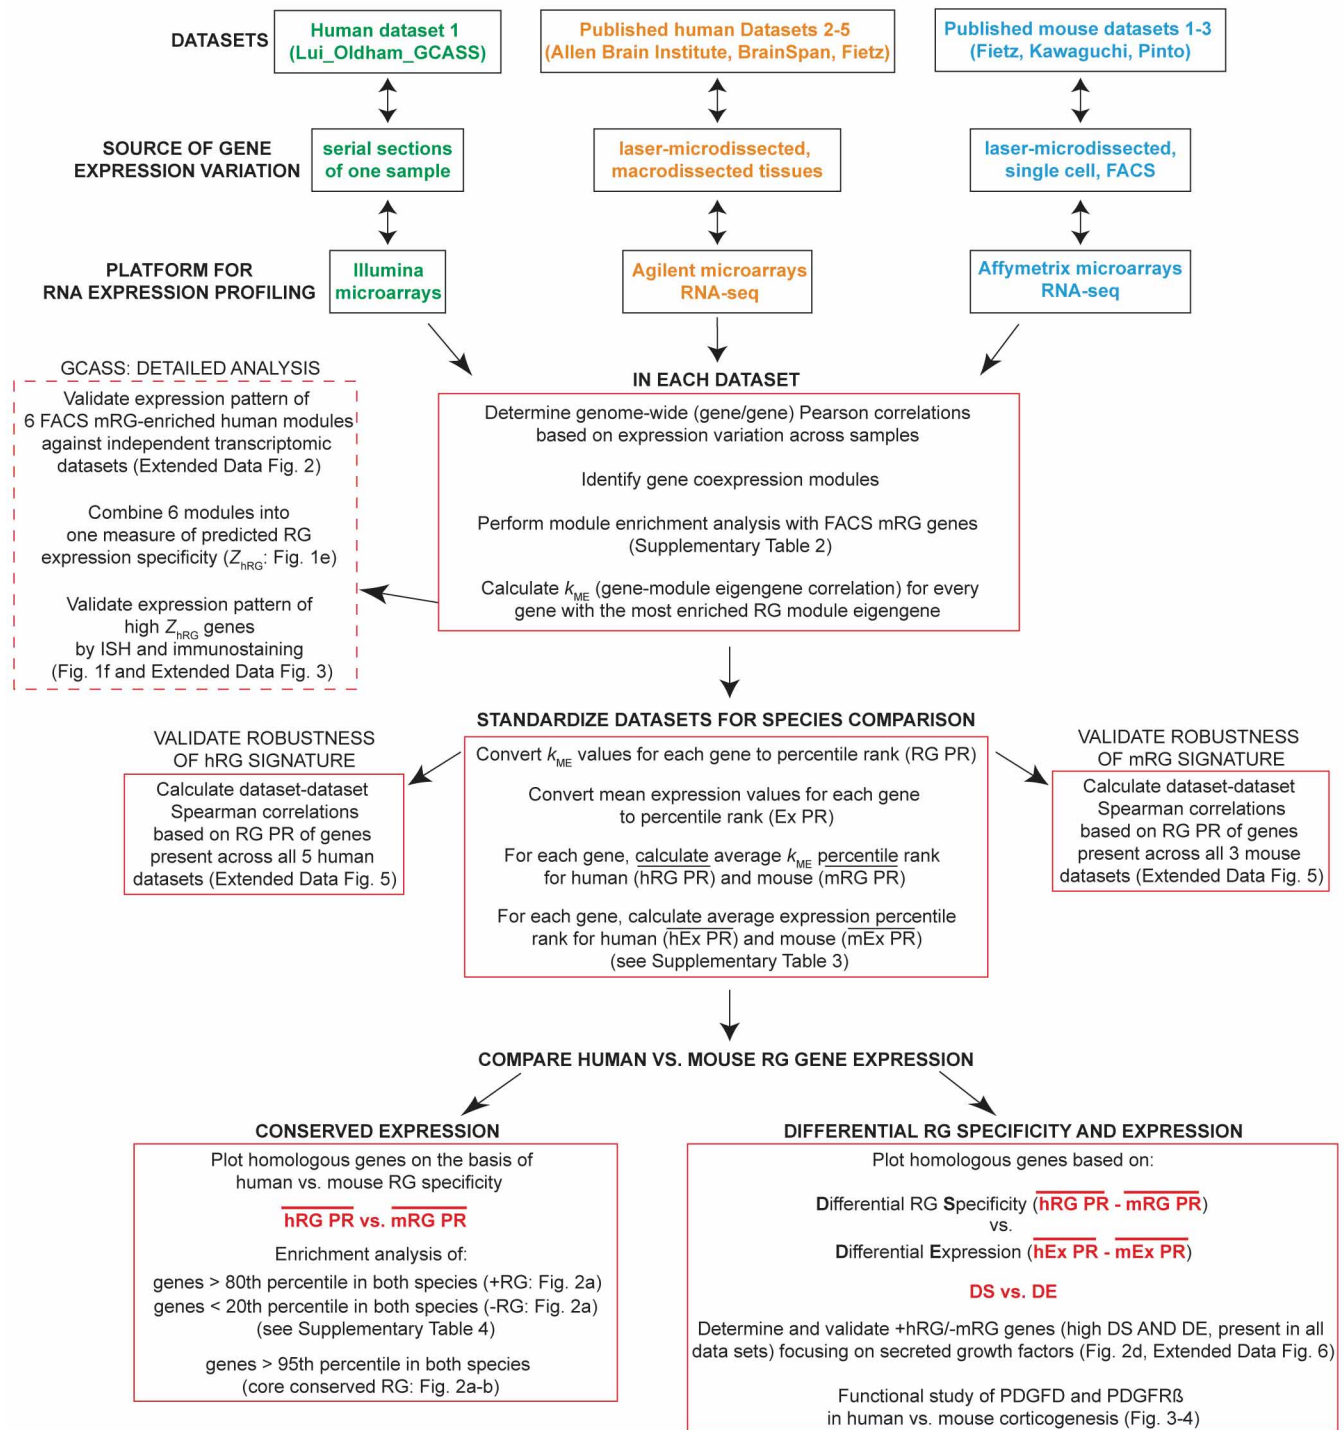 DATASETS
Human dataset 1
(Lui_Oldham_GCASS)
Published human Datasets 2-5
(Allen Brain Institute, BrainSpan, Fietz)
Published mouse datasets 1-3
(Fietz, Kawaguchi, Pinto)
SOURCE OF GENE
EXPRESSION VARIATION
serial sections
of one sample
laser-microdissected,
macrodissected tissues
laser-microdissected,
single cell, FACS
PLATFORM FOR
RNA EXPRESSION PROFILING
Illumina
microarrays
Agilent microarrays
RNA-seq
Affymetrix microarrays
RNA-seq
GCASS: DETAILED ANALYSIS
Validate expression pattern of
6 FACS mRG-enriched human modules
against independent transcriptomic
datasets (Extended Data Fig. 2)
Combine 6 modules into
one measure of predicted RG
expression specificity (ZhRG: Fig. 1e)
Validate expression pattern of
high ZhRG genes
by ISH and immunostaining
(Fig. 1f and Extended Data Fig. 3)
IN EACH DATASET
Determine genome-wide (gene/gene) Pearson correlations
based on expression variation across samples
Identify gene coexpression modules
Perform module enrichment analysis with FACS mRG genes
(Supplementary Table 2)
Calculate kME (gene-module eigengene correlation) for every
gene with the most enriched RG module eigengene
STANDARDIZE DATASETS FOR SPECIES COMPARISON
Convert kME values for each gene to percentile rank (RG PR)
Convert mean expression values for each gene
to percentile rank (Ex PR)
For each gene, calculate average kME percentile rank
for human (hRG PR) and mouse (mRG PR)
For each gene, calculate average expression percentile
rank for human (hEx PR) and mouse (mEx PR)
(see Supplementary Table 3)
VALIDATE ROBUSTNESS
OF hRG SIGNATURE
Calculate dataset-dataset
Spearman correlations
based on RG PR of genes
present across all 5 human
datasets (Extended Data Fig. 5)
VALIDATE ROBUSTNESS
OF mRG SIGNATURE
Calculate dataset-dataset
Spearman correlations
based on RG PR of genes
present across all 3 mouse
datasets (Extended Data Fig. 5)
COMPARE HUMAN VS. MOUSE RG GENE EXPRESSION
CONSERVED EXPRESSION
Plot homologous genes on the basis of
human vs. mouse RG specificity
hRG PR vs. mRG PR
Enrichment analysis of:
genes > 80th percentile in both species (+RG: Fig. 2a)
genes < 20th percentile in both species (-RG: Fig. 2a)
(see Supplementary Table 4)
genes > 95th percentile in both species
(core conserved RG: Fig. 2a-b)
DIFFERENTIAL RG SPECIFICITY AND EXPRESSION
Plot homologous genes based on:
Differential RG Specificity (hRG PR - mRG PR)
vs.
Differential Expression (hEx PR - mEx PR)
DS vs. DE
Determine and validate +hRG/-mRG genes (high DS AND DE, present in all
data sets) focusing on secreted growth factors (Fig. 2d, Extended Data Fig. 6)
Functional study of PDGFD and PDGFRß
in human vs. mouse corticogenesis (Fig. 3-4)